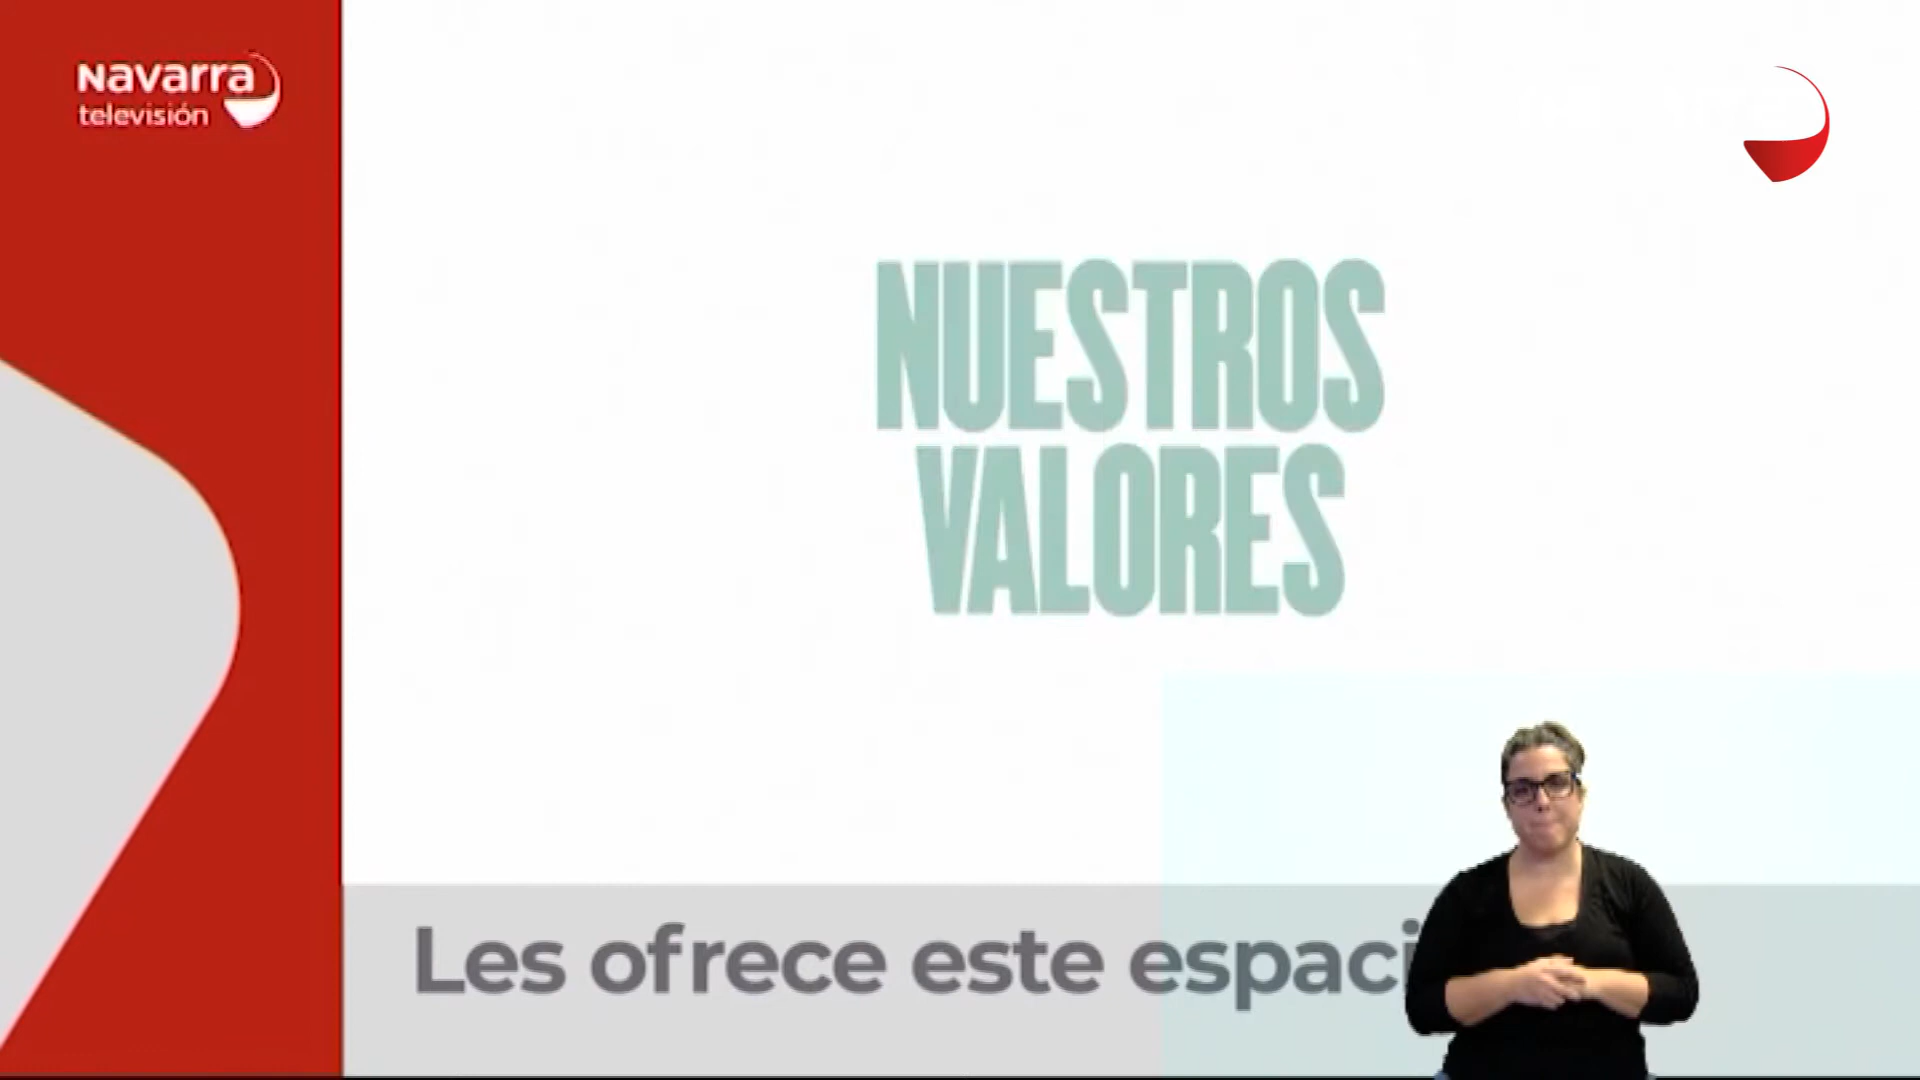 Navarra
televisión
NUESTROS
VALORES
Les ofrece este espaci